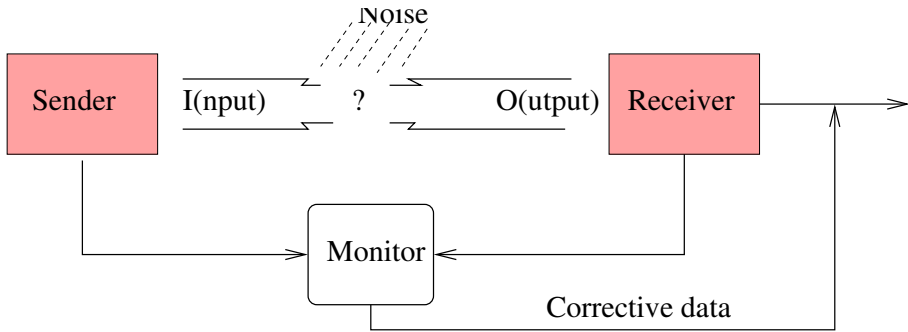 Noise
Sender
I(nput)
?
O(utput)
Receiver
Monitor
Corrective data